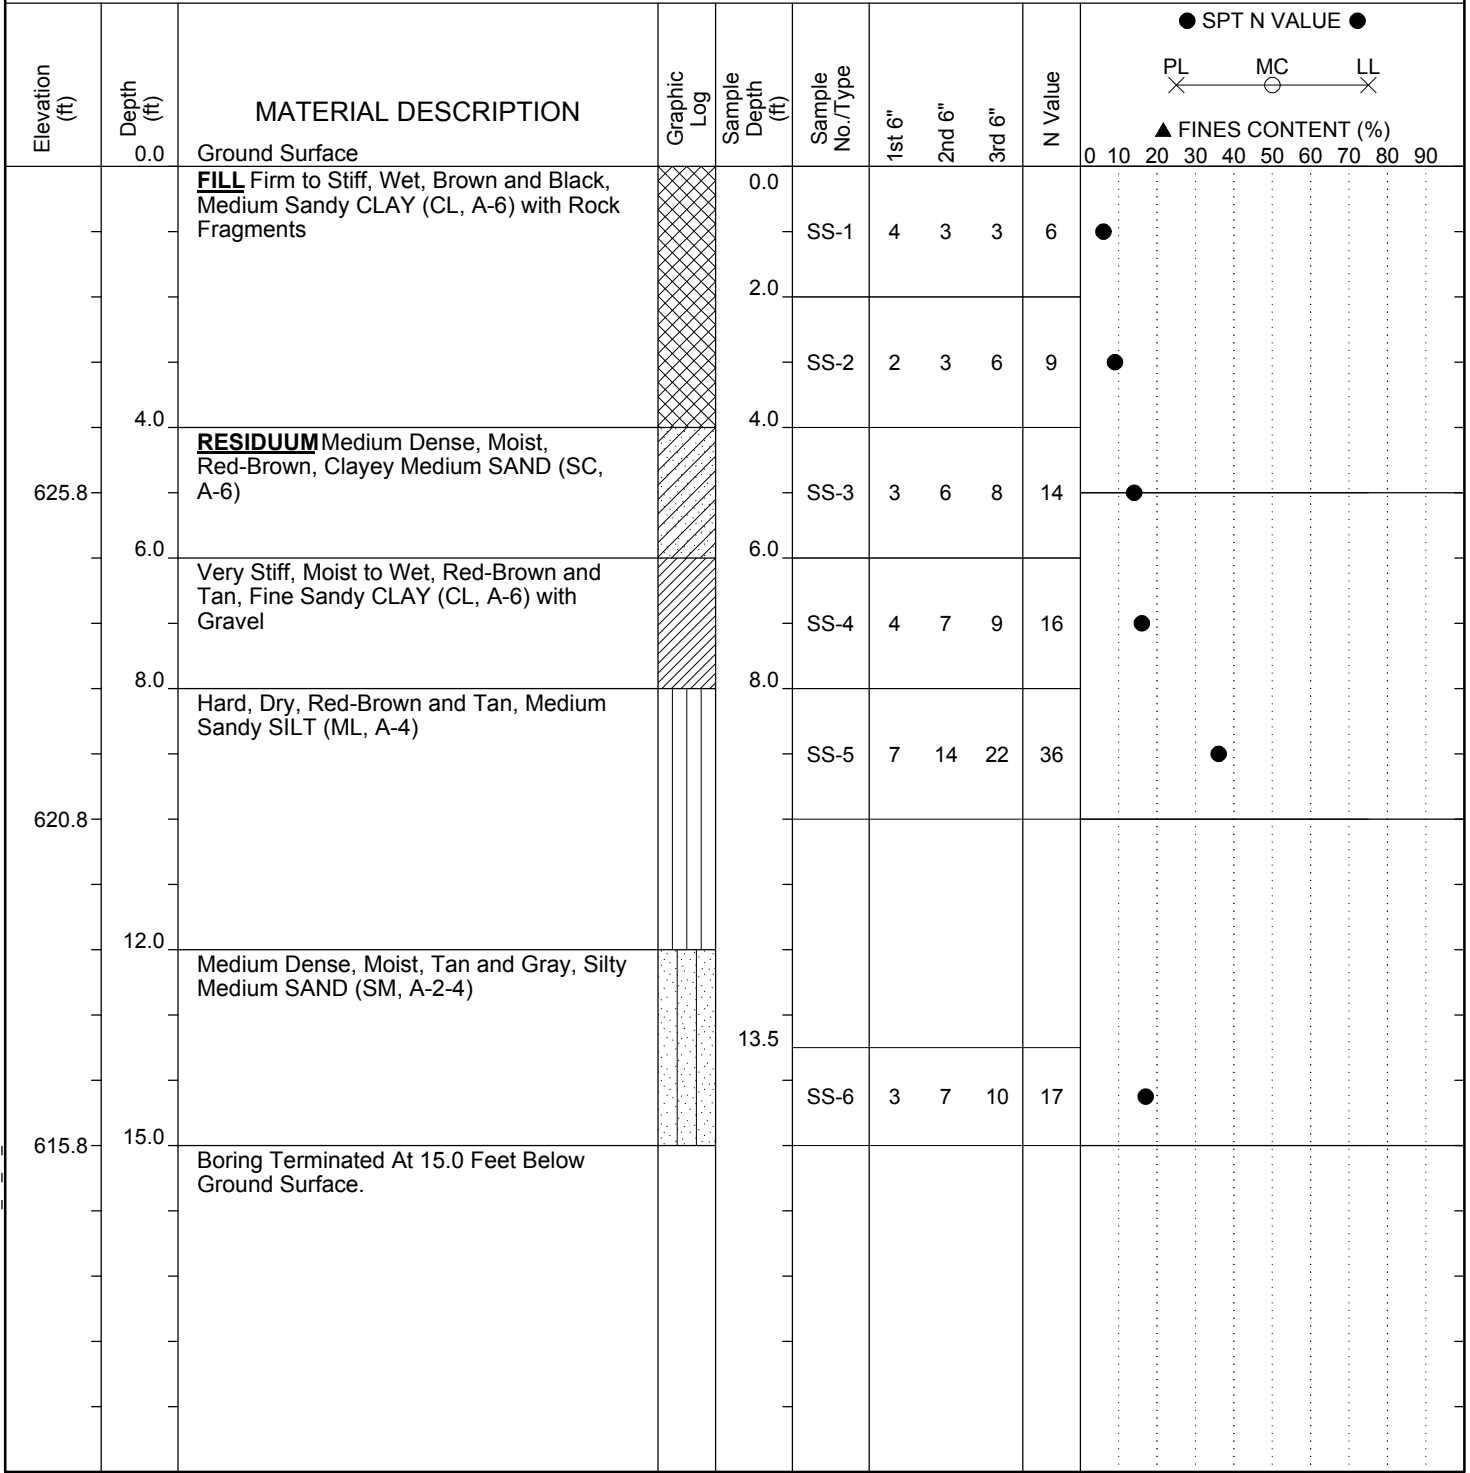 ● SPT N VALUE ●
PL MC LL
▲ FINES CONTENT (%)
0 10 20 30 40 50 60 70 80 90
Elevation
(ft)
Depth
(ft)
MATERIAL DESCRIPTION
Graphic
Log
Sample
Depth
(ft)
Sample
No./Type
1st 6"
2nd 6"
3rd 6"
N Value
0.0 Ground Surface
FILL Firm to Stiff, Wet, Brown and Black,
Medium Sandy CLAY (CL, A-6) with Rock
Fragments
0.0
SS-1 4 3 3 6
2.0
SS-2 2 3 6 9
4.0 4.0
RESIDUUM Medium Dense, Moist,
Red-Brown, Clayey Medium SAND (SC,
A-6)
625.8 SS-3 3 6 8 14
6.0 6.0
Very Stiff, Moist to Wet, Red-Brown and
Tan, Fine Sandy CLAY (CL, A-6) with
Gravel
SS-4 4 7 9 16
8.0 8.0
Hard, Dry, Red-Brown and Tan, Medium
Sandy SILT (ML, A-4)
SS-5 7 14 22 36
620.8
12.0
Medium Dense, Moist, Tan and Gray, Silty
Medium SAND (SM, A-2-4)
13.5
SS-6 3 7 10 17
615.8 15.0
Boring Terminated At 15.0 Feet Below
Ground Surface.